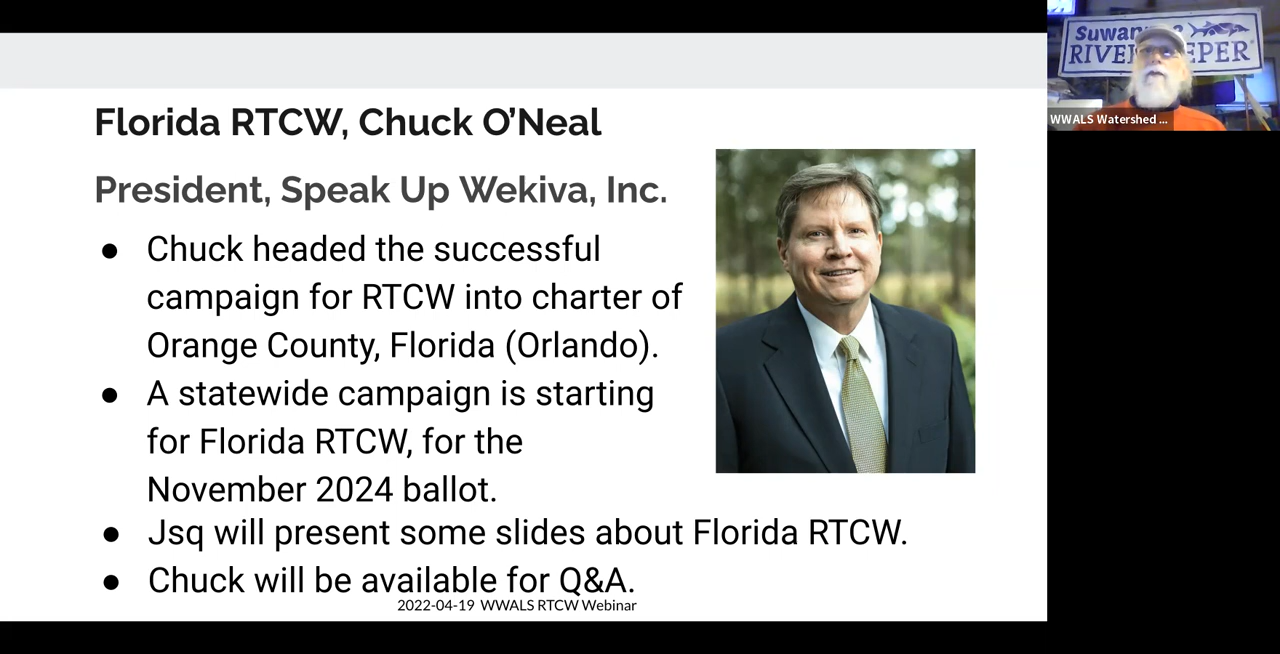 Florida RTCW, Chuck O’Neal
President, Speak Up Wekiva, Inc.
● Chuck headed the successful
campaign for RTCW into charter of
Orange County, Florida (Orlando).
● A statewide campaign is starting
for Florida RTCW, for the
November 2024 ballot.
● Jsq will present some slides about Florida RTCW.
● Chuck will be available for Q&A.
2022-04-19 WWALS RTCW Webinar
WWALS Watershed ...